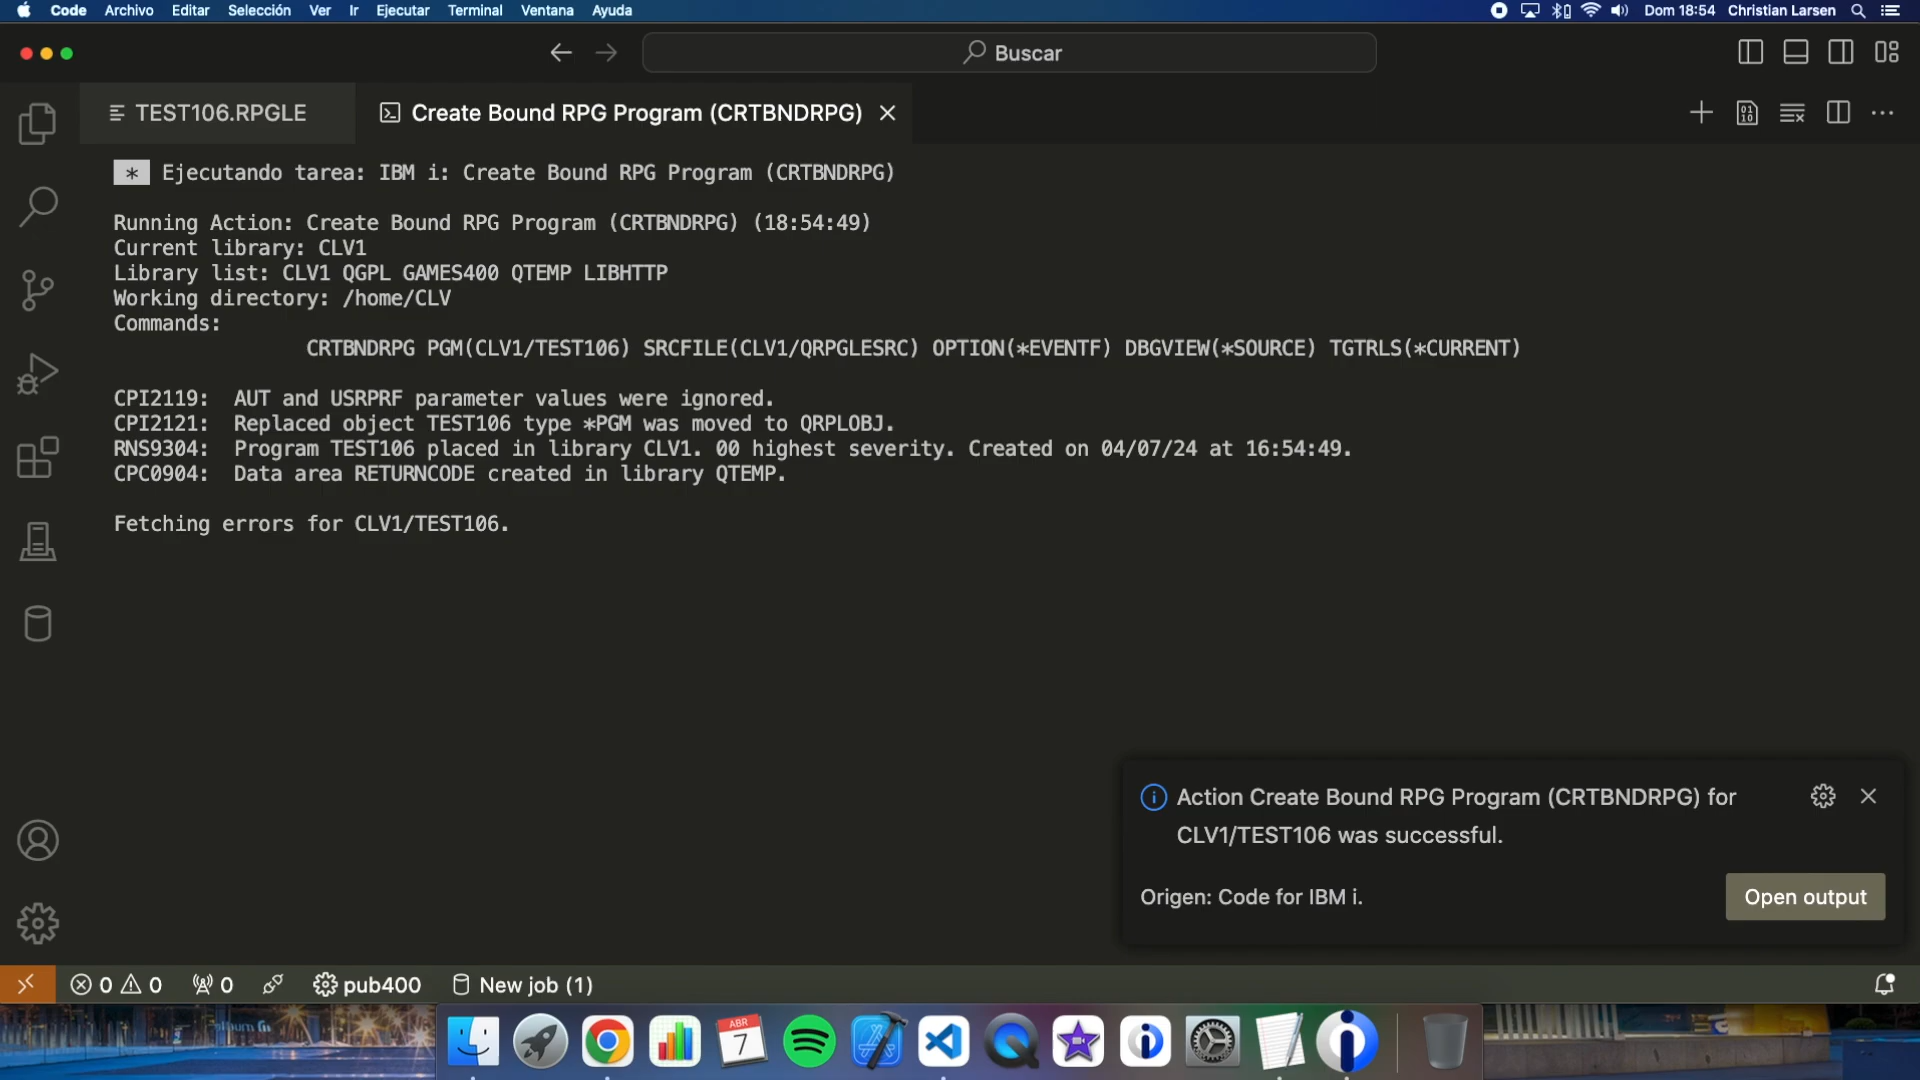 Code Archivo Editar Selección Ver Ir Ejecutar Terminal Ventana Ayuda Dom 18:54 Christian Larsen
Buscar
TEST106.RPGLE Create Bound RPG Program (CRTBNDRPG)
* Ejecutando tarea: IBM i: Create Bound RPG Program (CRTBNDRPG)
Running Action: Create Bound RPG Program (CRTBNDRPG) (18:54:49)
Current library: CLV1
Library list: CLV1 QGPL GAMES400 QTEMP LIBHTTP
Working directory: /home/CLV
Commands:
CRTBNDRPG PGM(CLV1/TEST106) SRCFILE(CLV1/QRPGLESRC) OPTION(*EVENTF) DBGVIEW(*SOURCE) TGTRLS(*CURRENT)
CPI2119: AUT and USRPRF parameter values were ignored.
CPI2121: Replaced object TEST106 type *PGM was moved to QRPLOBJ.
RNS9304: Program TEST106 placed in library CLV1. 00 highest severity. Created on 04/07/24 at 16:54:49.
CPC0904: Data area RETURNCODE created in library QTEMP.
Fetching errors for CLV1/TEST106.
Action Create Bound RPG Program (CRTBNDRPG) for
CLV1/TEST106 was successful.
Origen: Code for IBM i.
Open output
0 0 0 pub400 New job (1)
ABR
7